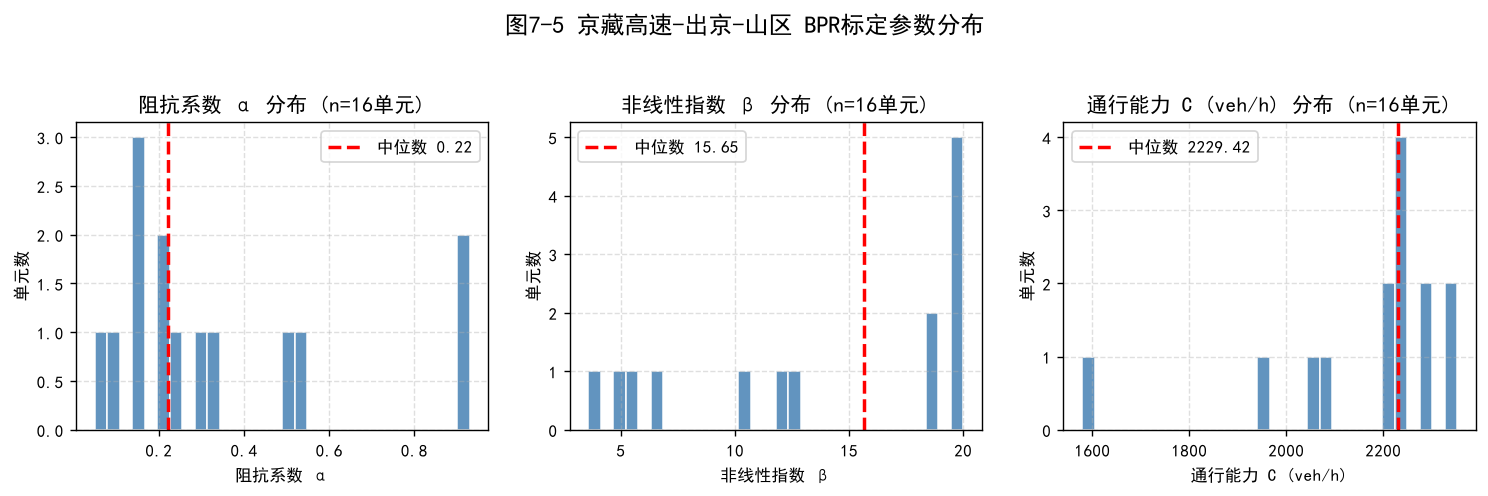 图7-5 京藏高速-出京-山区 BPR标定参数分布
阻抗系数 α 分布 (n=16单元)
中位数 0.22
单元数
3.0
2.5
2.0
1.5
1.0
0.5
0.0
0.2 0.4 0.6 0.8
阻抗系数 α
非线性指数 β 分布 (n=16单元)
中位数 15.65
单元数
5
4
3
2
1
0
5 10 15 20
非线性指数 β
通行能力 C (veh/h) 分布 (n=16单元)
中位数 2229.42
单元数
4
3
2
1
0
1600 1800 2000 2200
通行能力 C (veh/h)